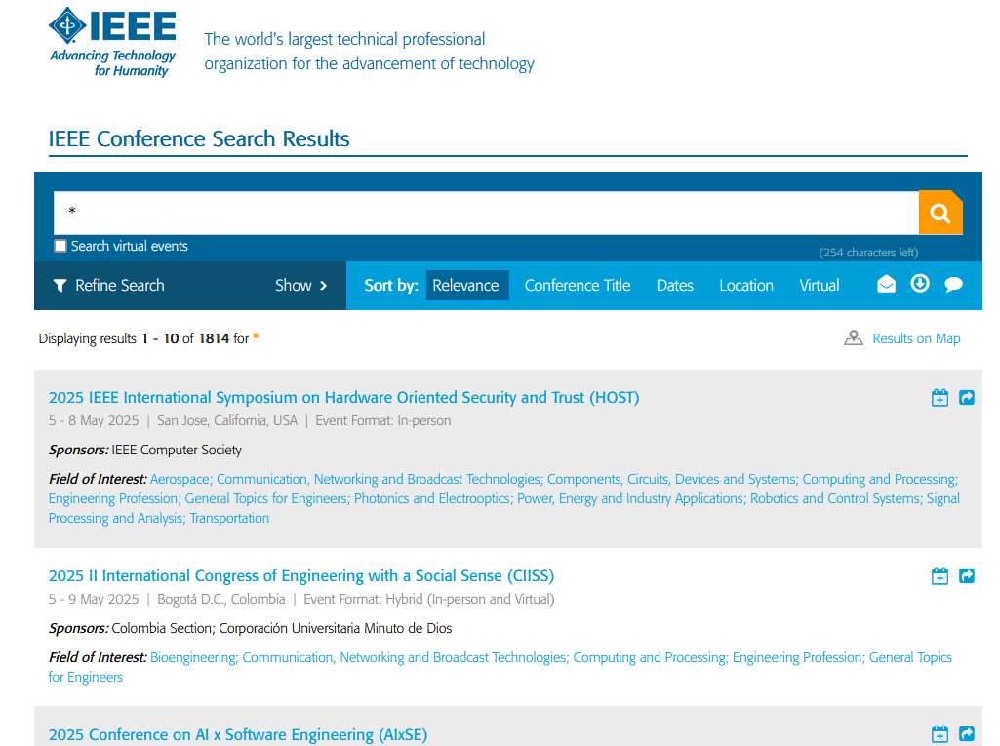 IEEE
Advancing Technology
for Humanity
The world's largest technical professional
organization for the advancement of technology
IEEE Conference Search Results
*
Search virtual events
(254 characters left)
Refine Search Show
Sort by: Relevance Conference Title Dates Location Virtual
Displaying results 1 - 10 of 1814 for *
Results on Map
2025 IEEE International Symposium on Hardware Oriented Security and Trust (HOST)
5 - 8 May 2025 | San Jose, California, USA | Event Format: In-person
Sponsors: IEEE Computer Society
Field of Interest: Aerospace; Communication, Networking and Broadcast Technologies; Components, Circuits, Devices and Systems; Computing and Processing;
Engineering Profession; General Topics for Engineers; Photonics and Electrooptics; Power, Energy and Industry Applications; Robotics and Control Systems; Signal
Processing and Analysis; Transportation
2025 II International Congress of Engineering with a Social Sense (CIISS)
5 - 9 May 2025 | Bogotá D.C., Colombia | Event Format: Hybrid (In-person and Virtual)
Sponsors: Colombia Section; Corporación Universitaria Minuto de Dios
Field of Interest: Bioengineering; Communication, Networking and Broadcast Technologies; Computing and Processing; Engineering Profession; General Topics
for Engineers
2025 Conference on AI x Software Engineering (AIxSE)